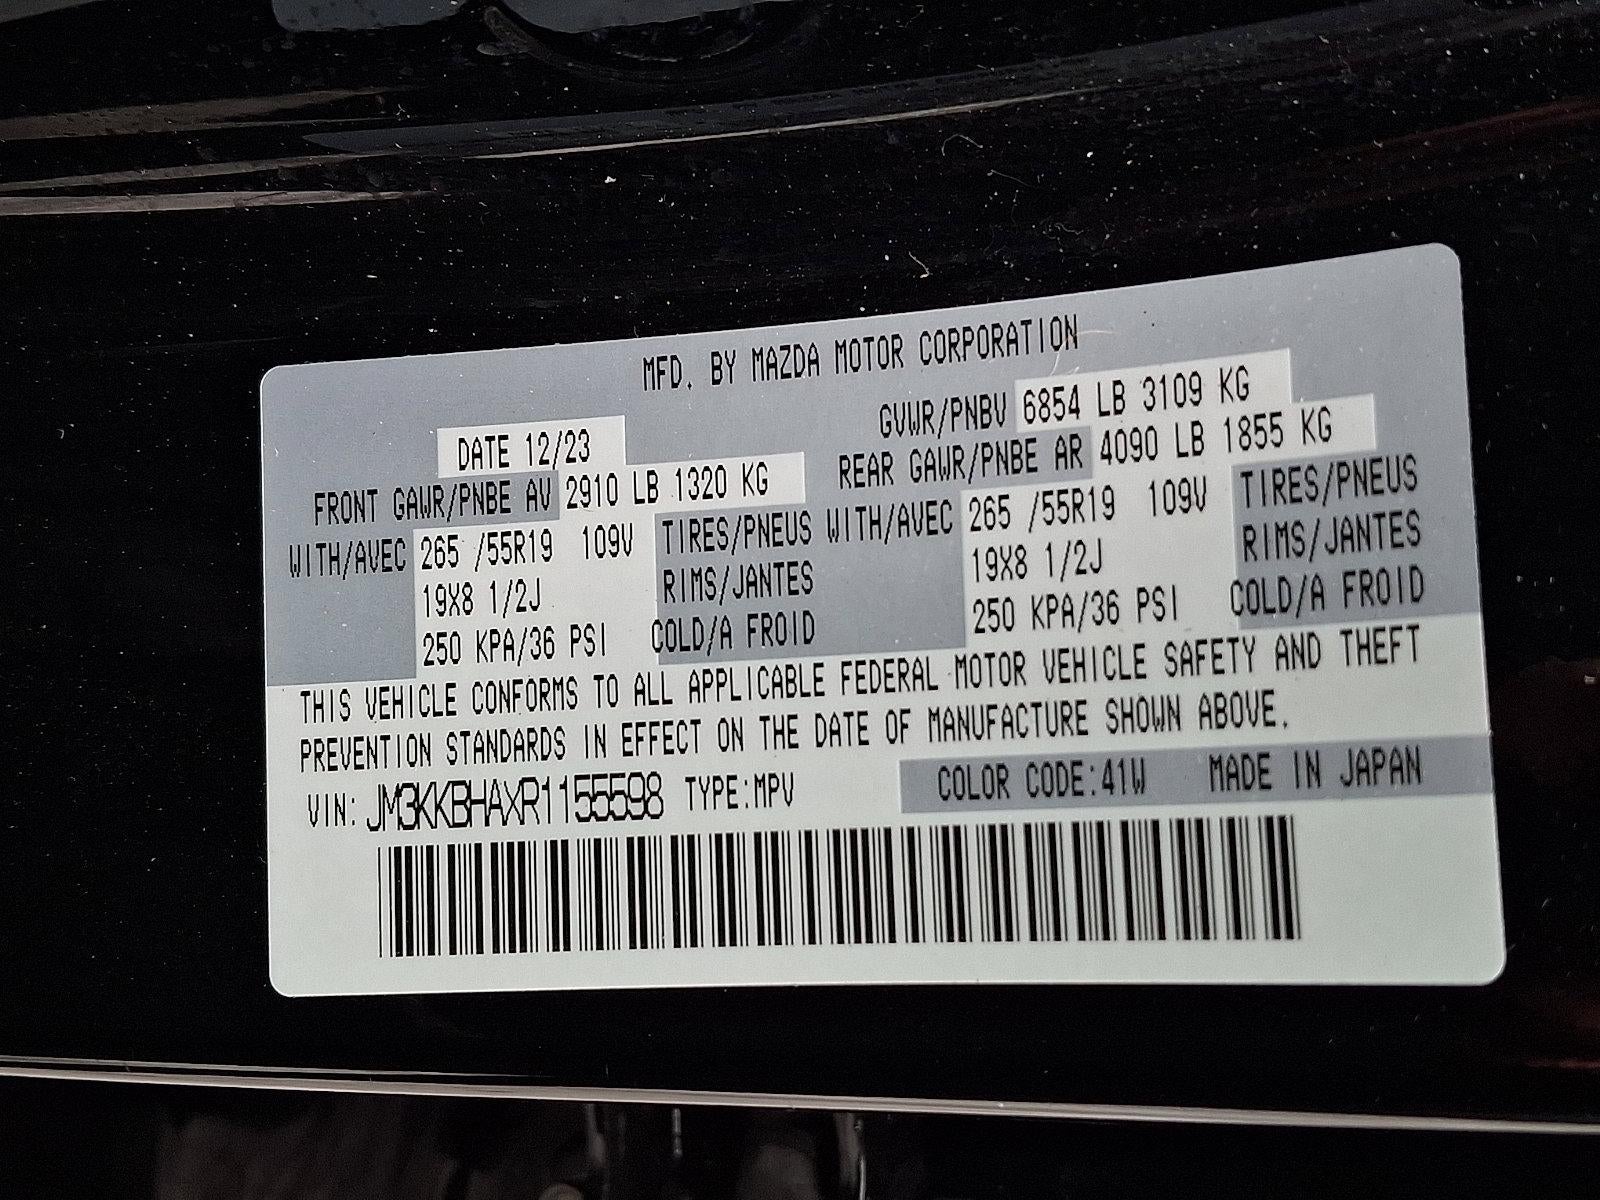 MFD. BY MAZDA MOTOR CORPORATION
DATE 12/23 GVWR/PNBV 6854 LB 3109 KG
FRONT GAWR/PNBE AV 2910 LB 1320 KG REAR GAWR/PNBE AR 4090 LB 1855 KG
WITH/AVEC 265 /55R19 109V TIRES/PNEUS WITH/AVEC 265 /55R19 109V TIRES/PNEUS
19X8 1/2J RIMS/JANTES 19X8 1/2J RIMS/JANTES
250 KPA/36 PSI COLD/A FROID 250 KPA/36 PSI COLD/A FROID
THIS VEHICLE CONFORMS TO ALL APPLICABLE FEDERAL MOTOR VEHICLE SAFETY AND THEFT
PREVENTION STANDARDS IN EFFECT ON THE DATE OF MANUFACTURE SHOWN ABOVE.
VIN: JM3KKBHAXR1155598 TYPE:MPV COLOR CODE:41W MADE IN JAPAN